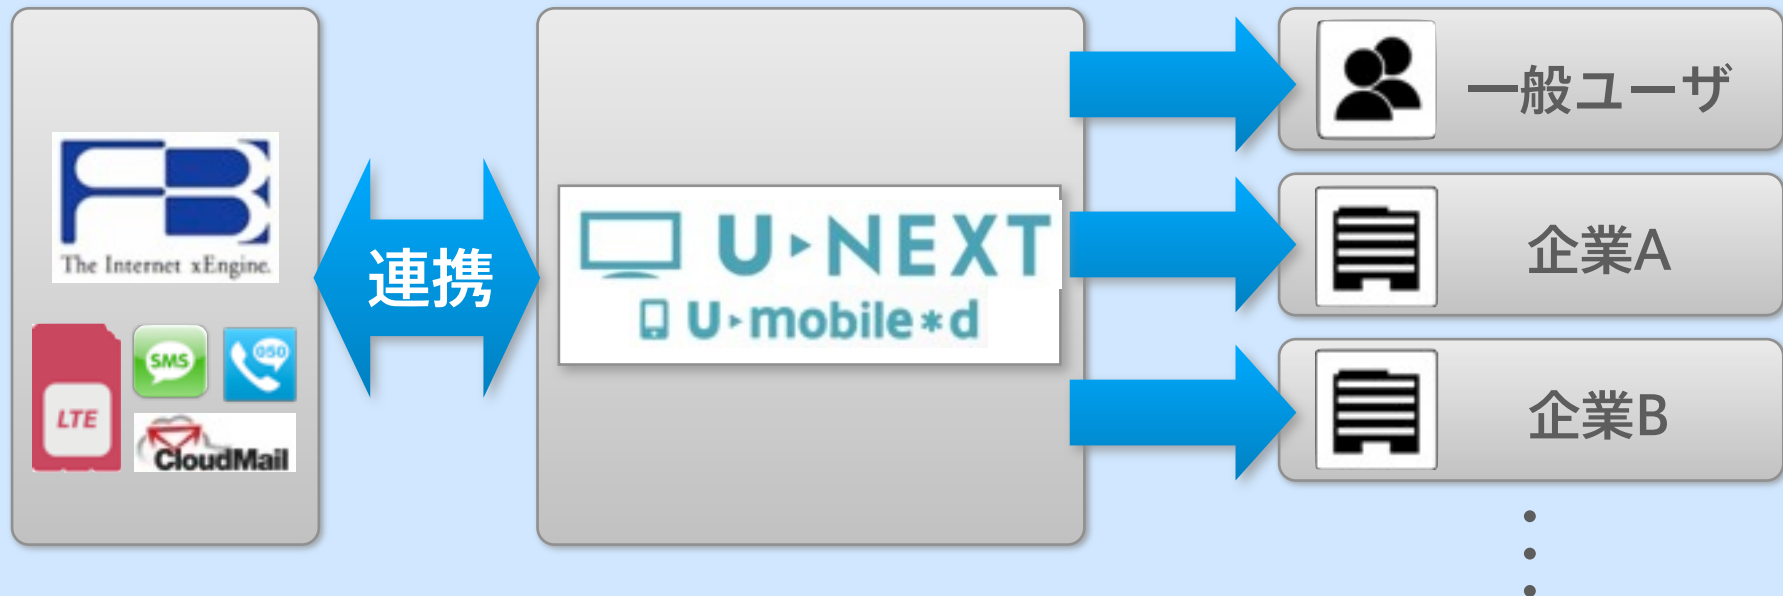 FB
The Internet xEngine.
LTE
SMS
050
CloudMail
連携
U NEXT
U mobile*d
一般ユーザ
企業A
企業B